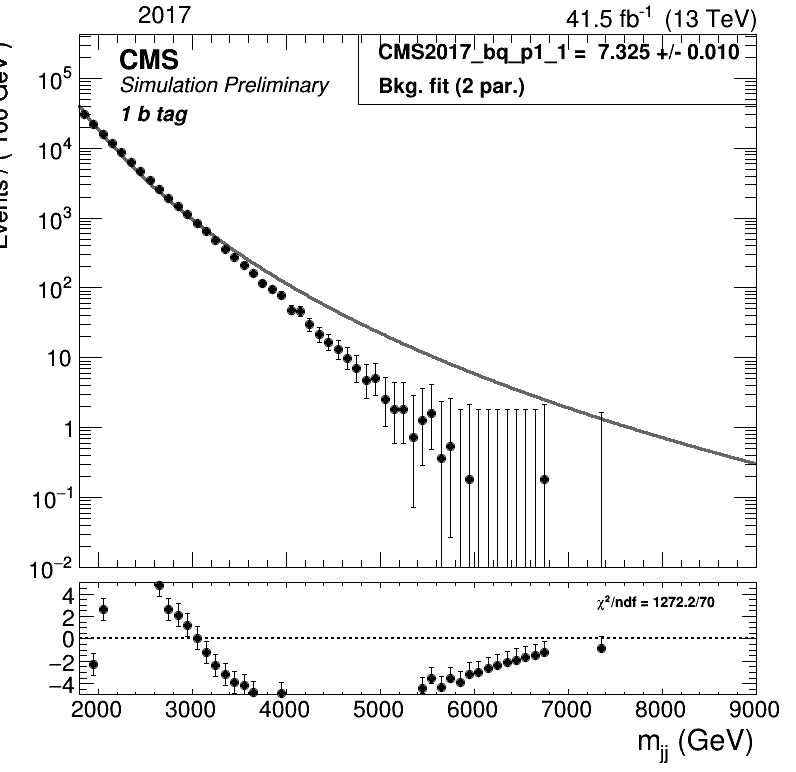 2017
41.5 fb⁻¹ (13 TeV)
CMS
Simulation Preliminary
1 b tag
CMS2017_bq_p1_1 = 7.325 +/- 0.010
Bkg. fit (2 par.)
10⁵
10⁴
10³
10²
10
1
10⁻¹
10⁻²
χ²/ndf = 1272.2/70
4
2
0
−2
−4
2000 3000 4000 5000 6000 7000 8000 9000
m_jj (GeV)